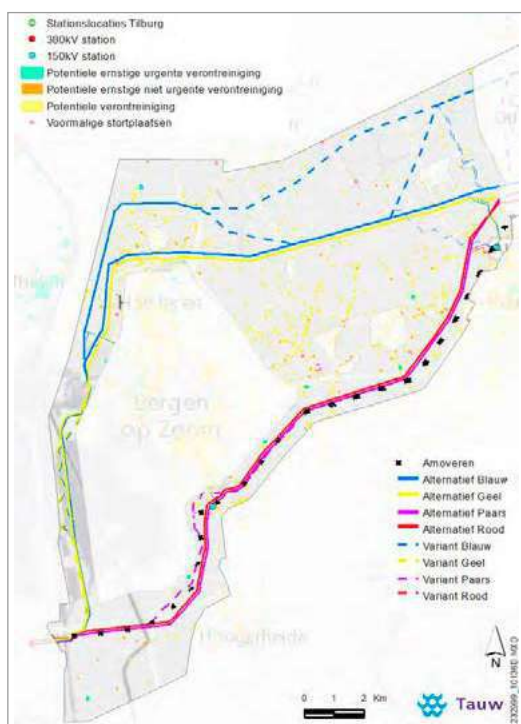 Stationslocaties Tilburg
380kV station
150kV station
Potentiele ernstige urgente verontreiniging
Potentiele ernstige niet urgente verontreiniging
Potentiele verontreiniging
Voormalige stortplaatsen
Bergen
op Zoom
Amoveren
Alternatief Blauw
Alternatief Geel
Alternatief Paars
Alternatief Rood
Variant Blauw
Variant Geel
Variant Paars
Variant Rood
Hoogerheide
N
0 1 2 Km
Tauw